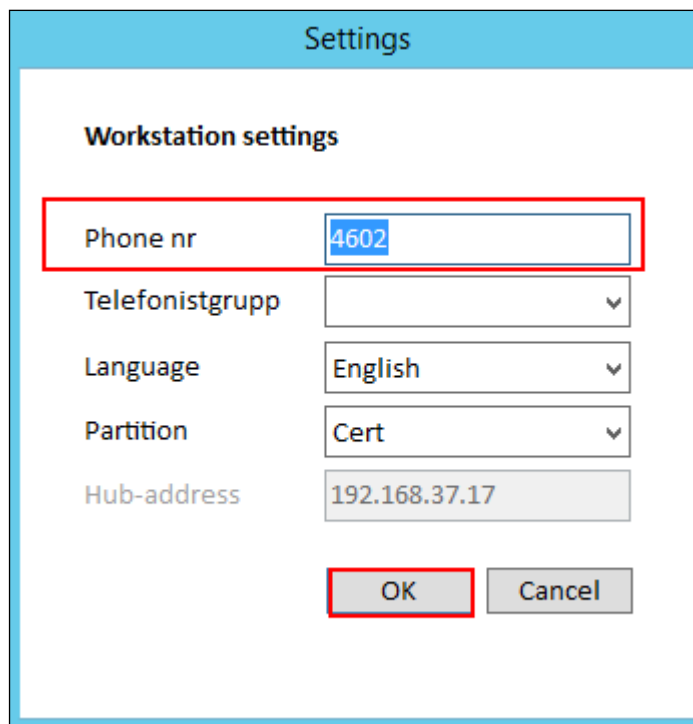 Settings
Workstation settings
Phone nr 4602
Telefonistgrupp
Language English
Partition Cert
Hub-address 192.168.37.17
OK Cancel